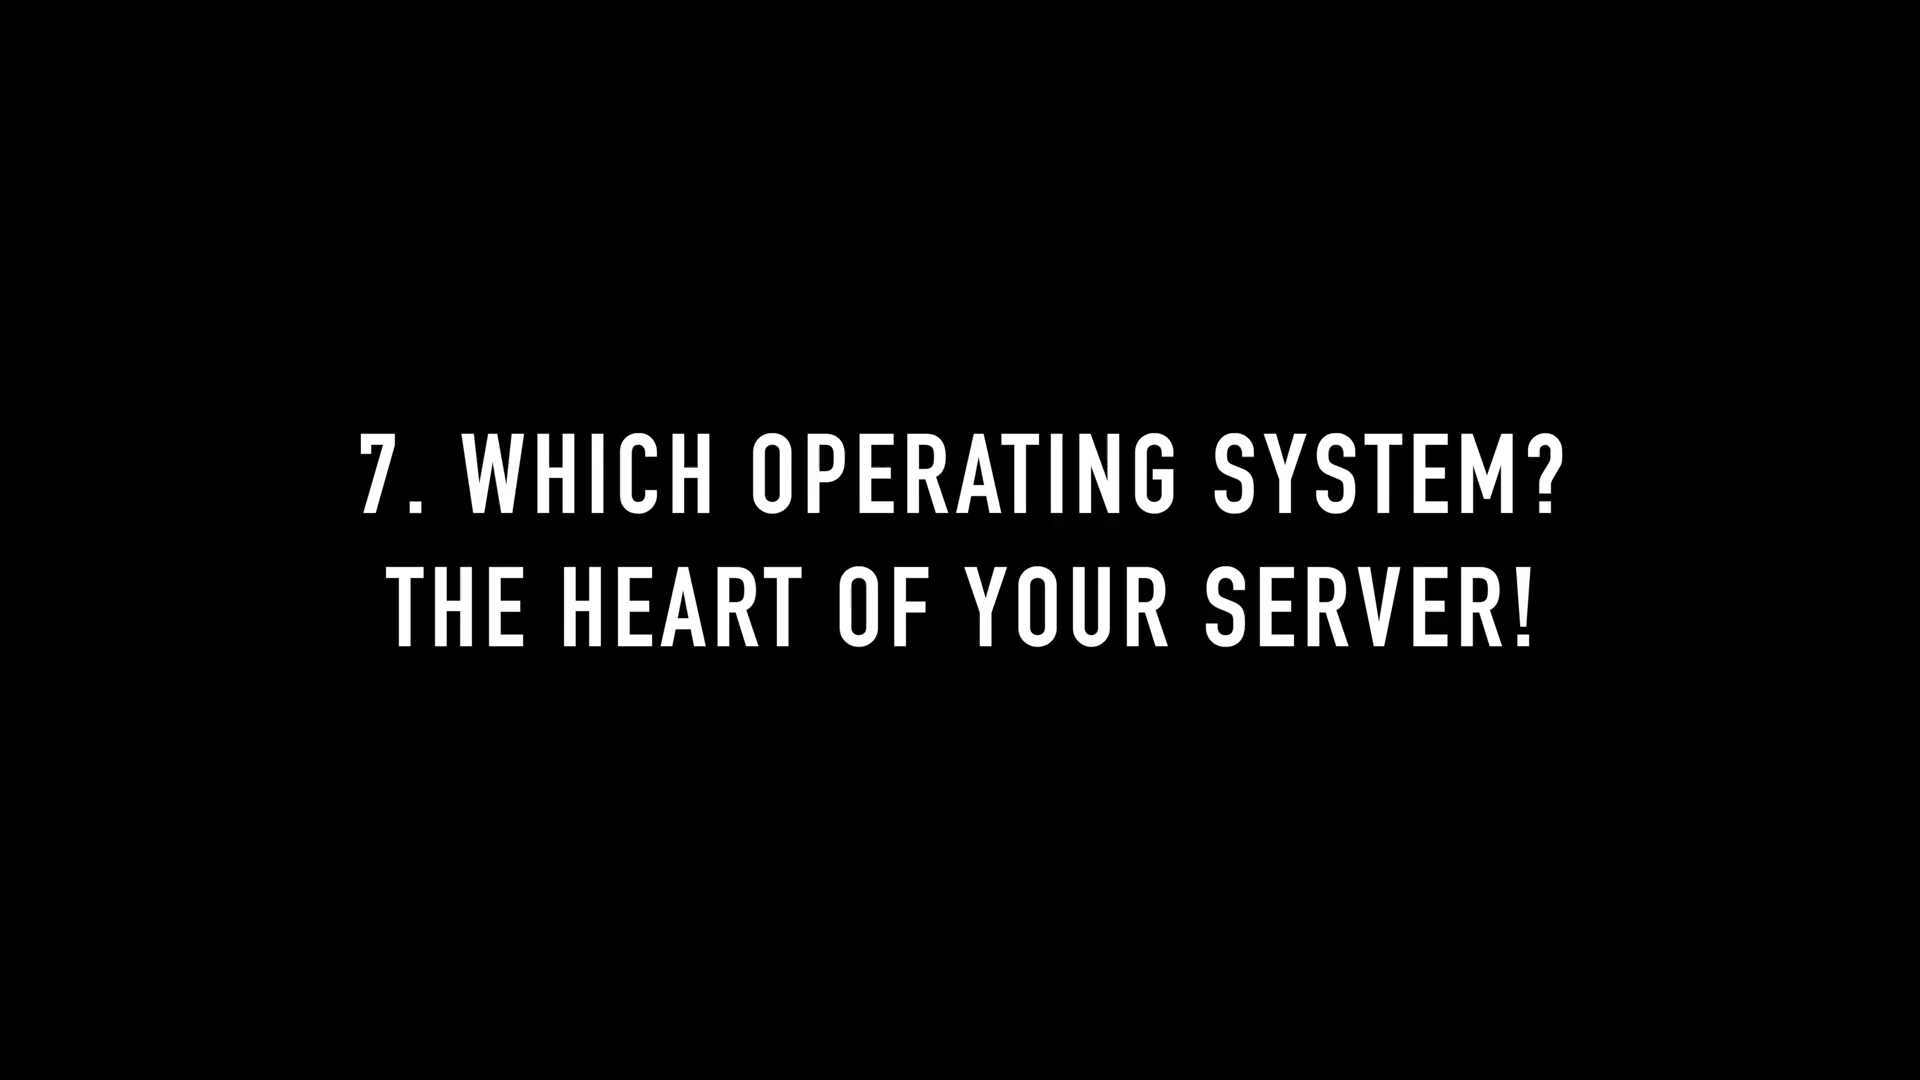 7. WHICH OPERATING SYSTEM?
THE HEART OF YOUR SERVER!